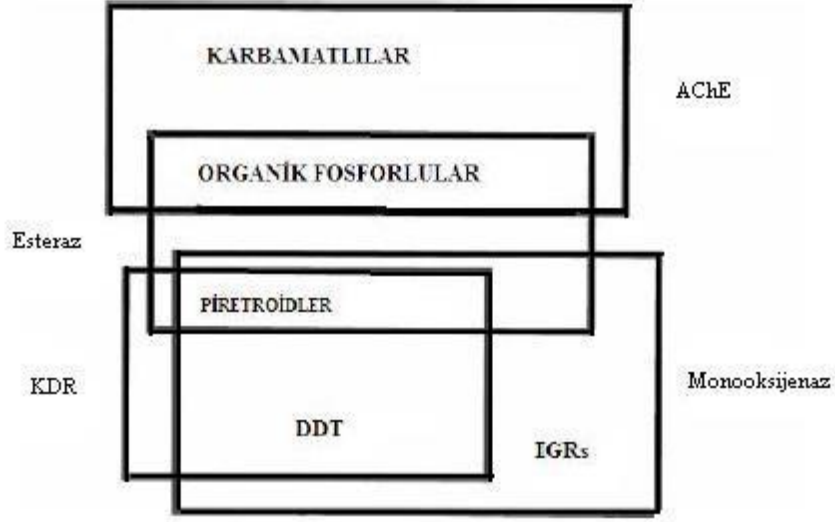 KARBAMATLILAR
AChE
ORGANİK FOSFORLULAR
Esteraz
PİRETROİDLER
KDR
Monooksijenaz
DDT
IGRs